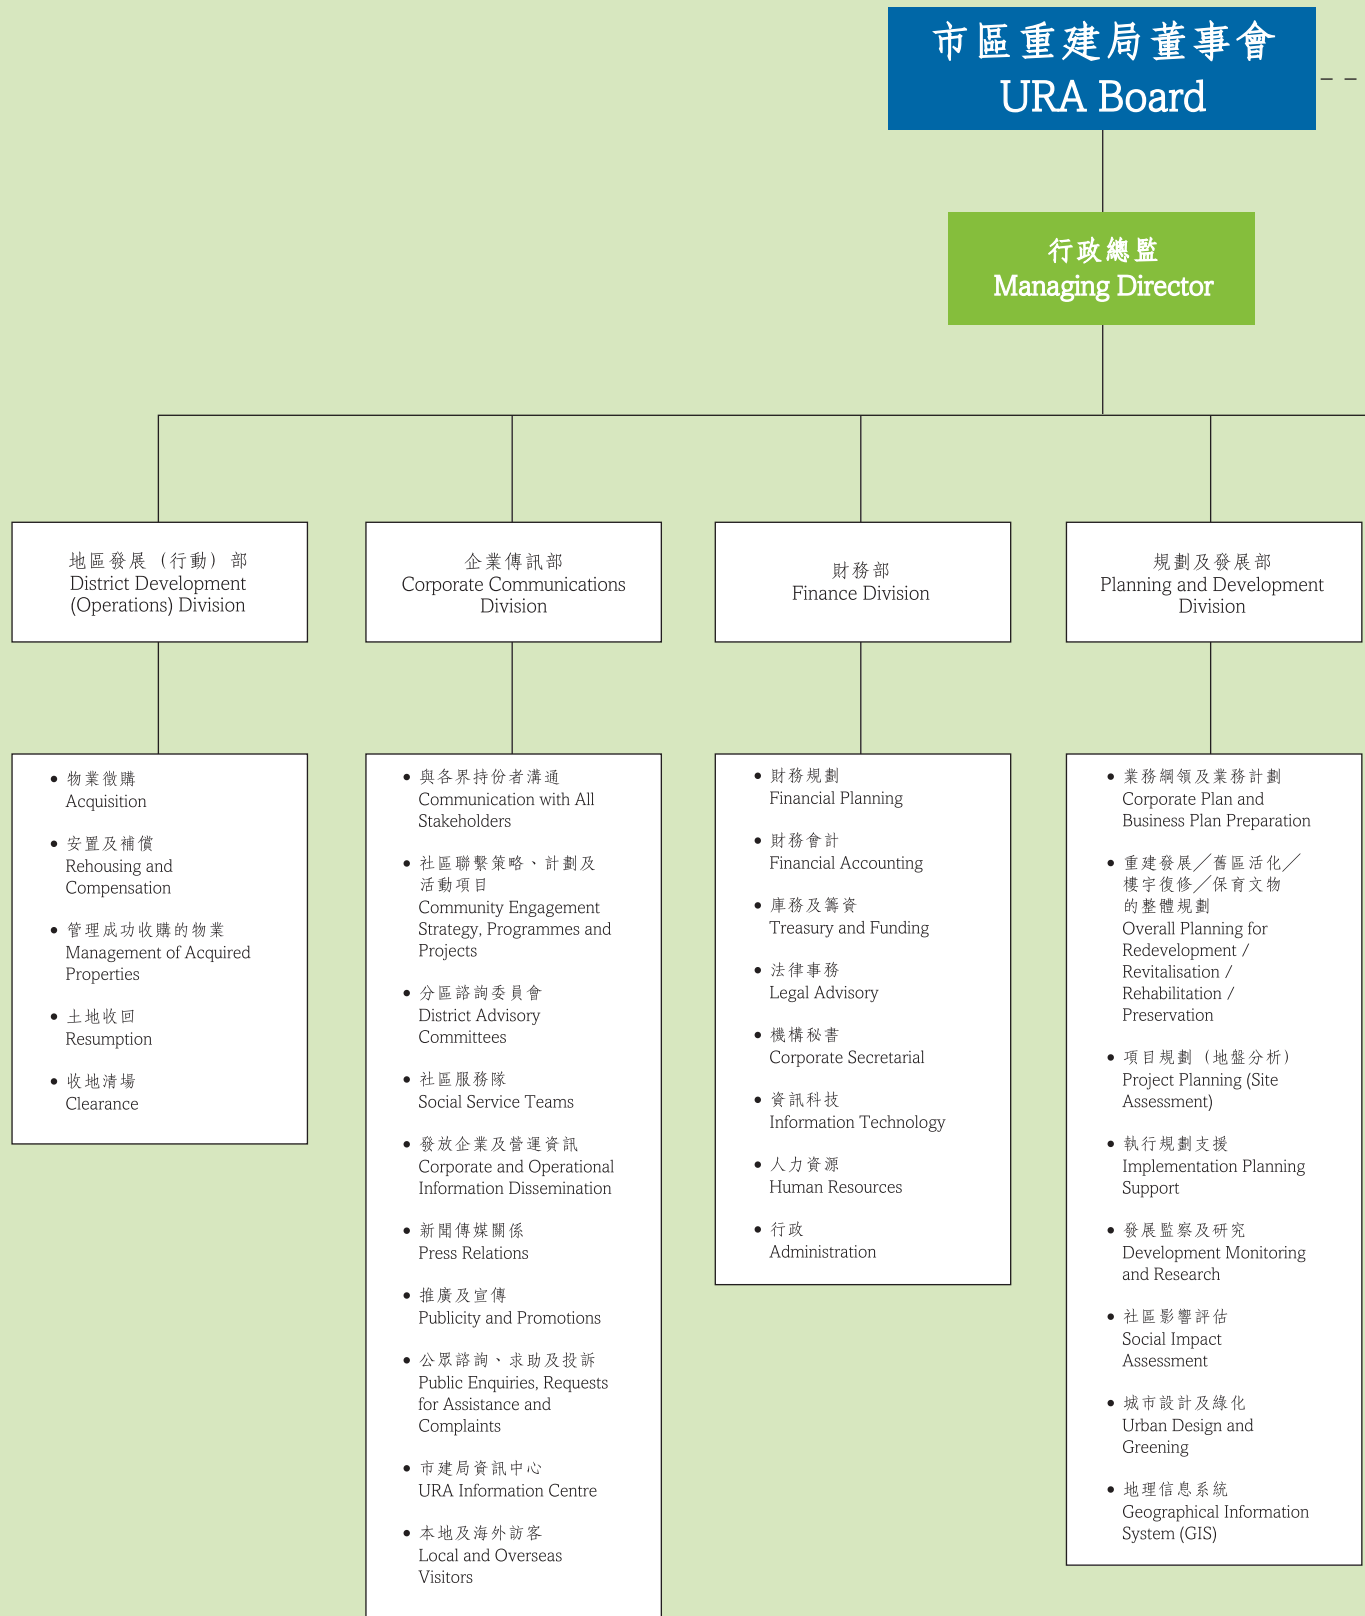 市區重建局董事會
URA Board
行政總監
Managing Director
地區發展（行動）部
District Development
(Operations) Division
企業傳訊部
Corporate Communications
Division
財務部
Finance Division
規劃及發展部
Planning and Development
Division
• 物業徵購
Acquisition
• 安置及補償
Rehousing and
Compensation
• 管理成功收購的物業
Management of Acquired
Properties
• 土地收回
Resumption
• 收地清場
Clearance
• 與各界持份者溝通
Communication with All
Stakeholders
• 社區聯繫策略、計劃及
活動項目
Community Engagement
Strategy, Programmes and
Projects
• 分區諮詢委員會
District Advisory
Committees
• 社區服務隊
Social Service Teams
• 發放企業及營運資訊
Corporate and Operational
Information Dissemination
• 新聞傳媒關係
Press Relations
• 推廣及宣傳
Publicity and Promotions
• 公眾諮詢、求助及投訴
Public Enquiries, Requests
for Assistance and
Complaints
• 市建局資訊中心
URA Information Centre
• 本地及海外訪客
Local and Overseas
Visitors
• 財務規劃
Financial Planning
• 財務會計
Financial Accounting
• 庫務及籌資
Treasury and Funding
• 法律事務
Legal Advisory
• 機構秘書
Corporate Secretarial
• 資訊科技
Information Technology
• 人力資源
Human Resources
• 行政
Administration
• 業務綱領及業務計劃
Corporate Plan and
Business Plan Preparation
• 重建發展╱舊區活化╱
樓宇復修╱保育文物
的整體規劃
Overall Planning for
Redevelopment /
Revitalisation /
Rehabilitation /
Preservation
• 項目規劃（地盤分析）
Project Planning (Site
Assessment)
• 執行規劃支援
Implementation Planning
Support
• 發展監察及研究
Development Monitoring
and Research
• 社區影響評估
Social Impact
Assessment
• 城市設計及綠化
Urban Design and
Greening
• 地理信息系統
Geographical Information
System (GIS)